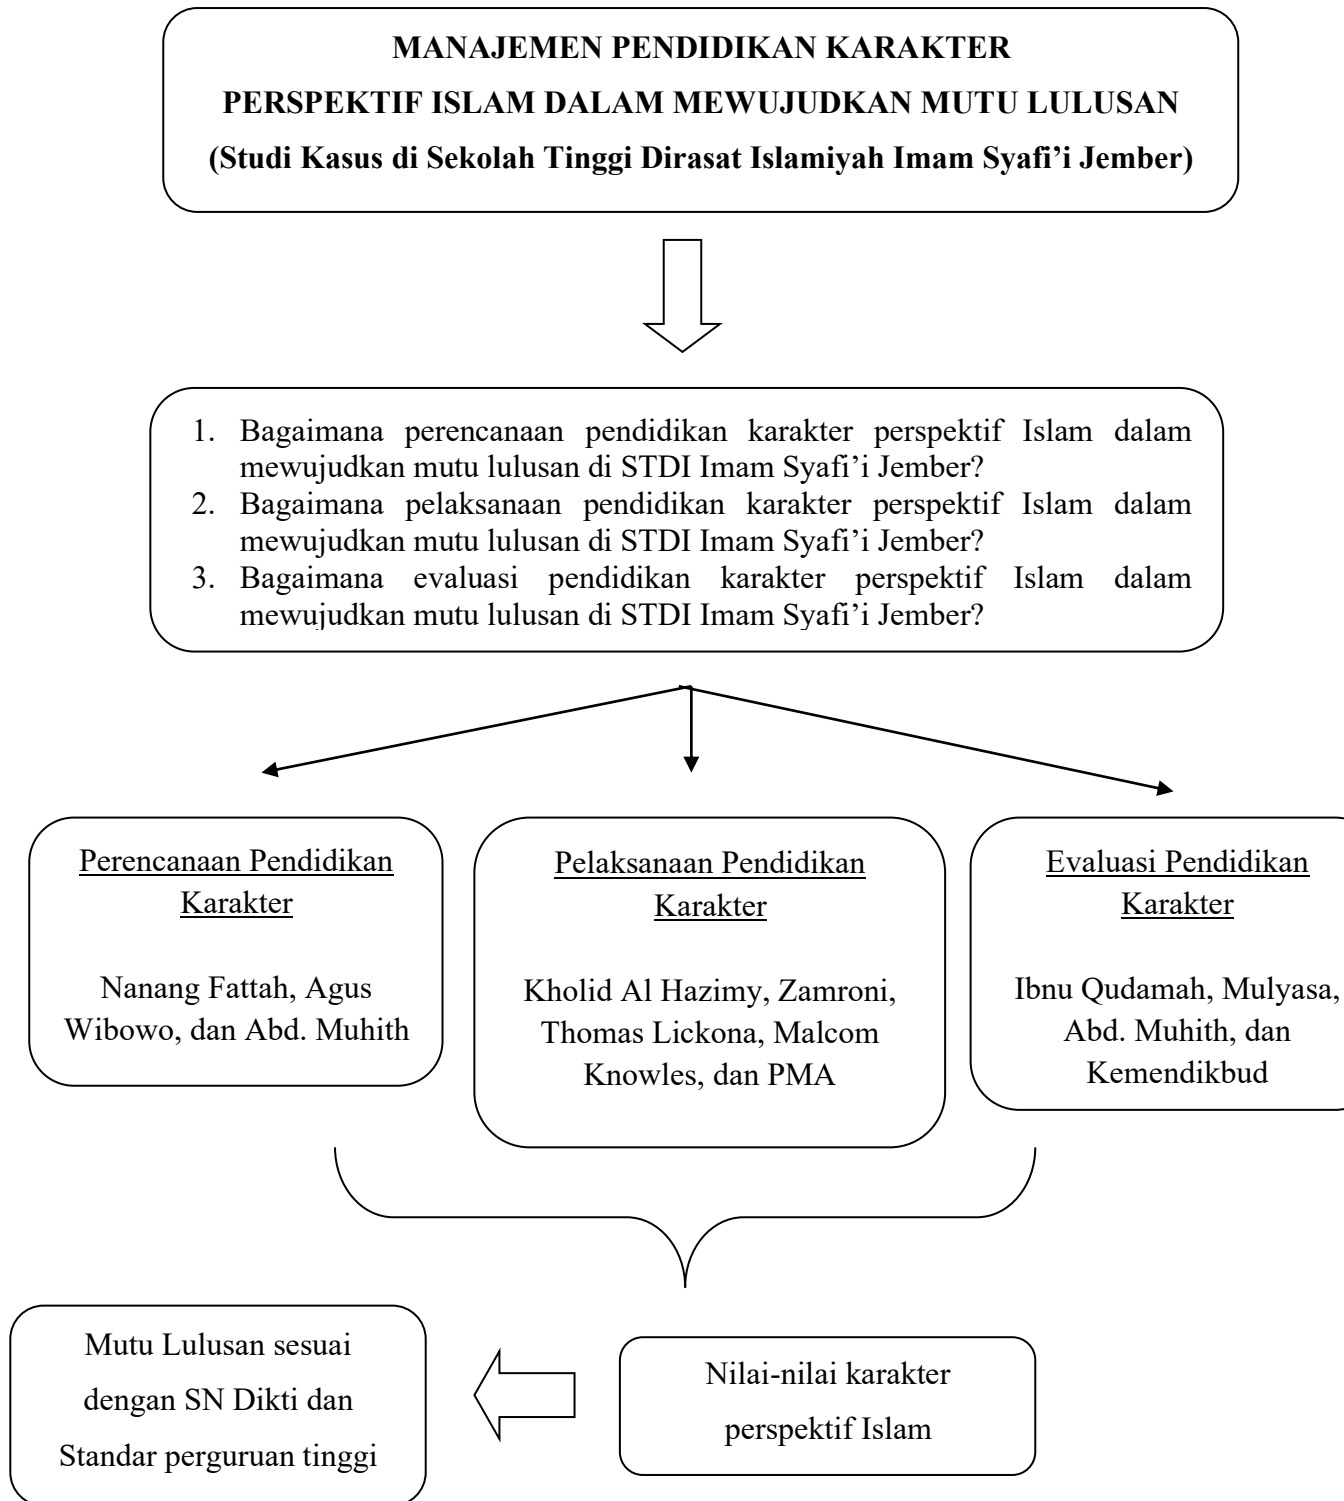 MANAJEMEN PENDIDIKAN KARAKTER
PERSPEKTIF ISLAM DALAM MEWUJUDKAN MUTU LULUSAN
(Studi Kasus di Sekolah Tinggi Dirasat Islamiyah Imam Syafi’i Jember)
1. Bagaimana perencanaan pendidikan karakter perspektif Islam dalam
mewujudkan mutu lulusan di STDI Imam Syafi’i Jember?
2. Bagaimana pelaksanaan pendidikan karakter perspektif Islam dalam
mewujudkan mutu lulusan di STDI Imam Syafi’i Jember?
3. Bagaimana evaluasi pendidikan karakter perspektif Islam dalam
mewujudkan mutu lulusan di STDI Imam Syafi’i Jember?
Perencanaan Pendidikan
Karakter
Nanang Fattah, Agus
Wibowo, dan Abd. Muhith
Pelaksanaan Pendidikan
Karakter
Kholid Al Hazimy, Zamroni,
Thomas Lickona, Malcom
Knowles, dan PMA
Evaluasi Pendidikan
Karakter
Ibnu Qudamah, Mulyasa,
Abd. Muhith, dan
Kemendikbud
Mutu Lulusan sesuai
dengan SN Dikti dan
Standar perguruan tinggi
Nilai-nilai karakter
perspektif Islam